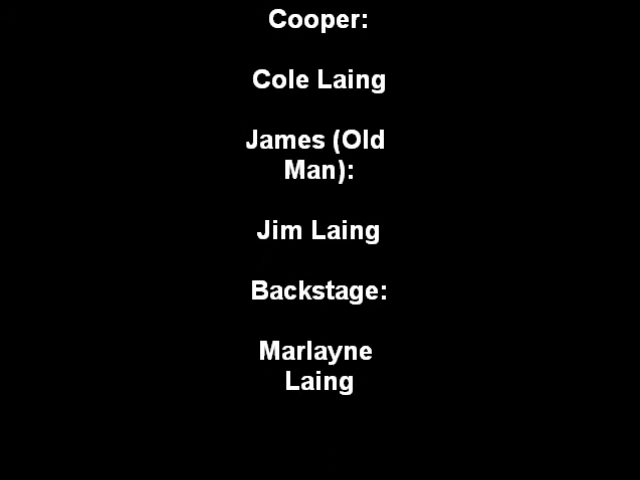 Cooper:
Cole Laing
James (Old
Man):
Jim Laing
Backstage:
Marlayne
Laing